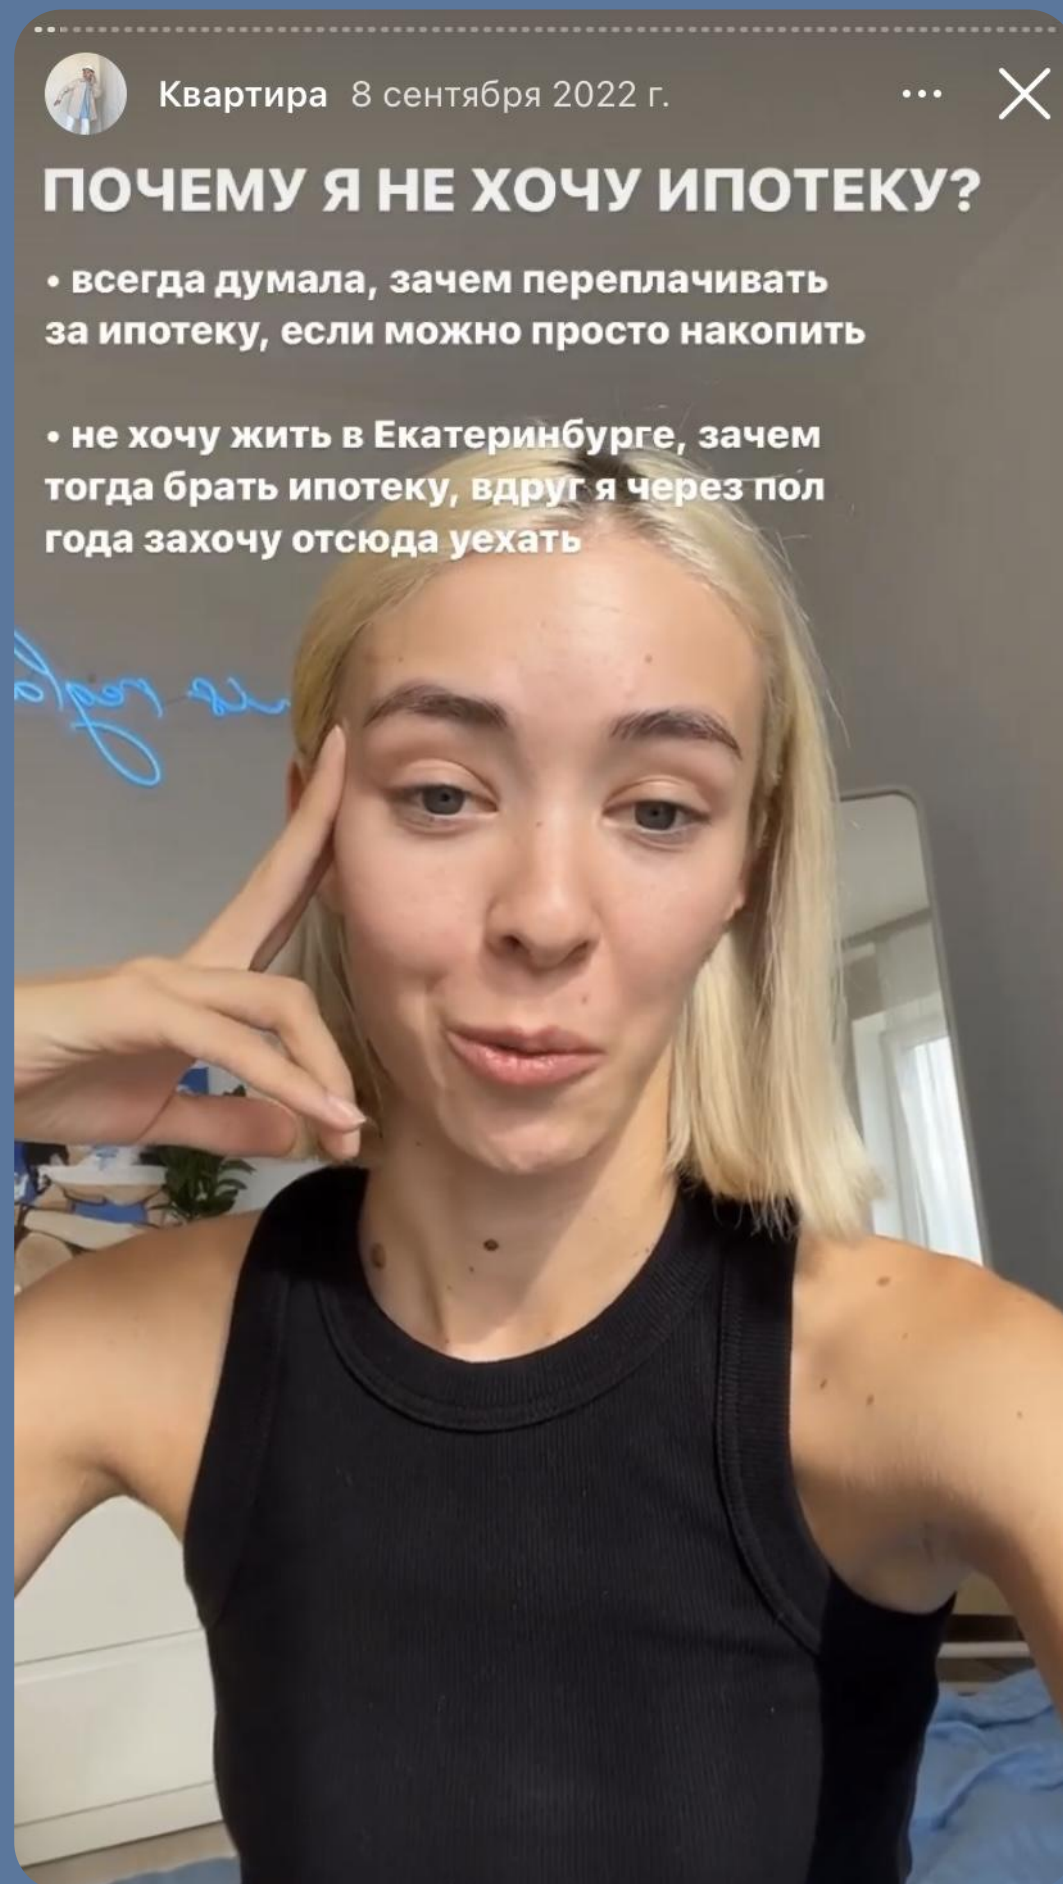 Квартира 8 сентября 2022 г.
ПОЧЕМУ Я НЕ ХОЧУ ИПОТЕКУ?
• всегда думала, зачем переплачивать
за ипотеку, если можно просто накопить
• не хочу жить в Екатеринбурге, зачем
тогда брать ипотеку, вдруг я через пол
года захочу отсюда уехать